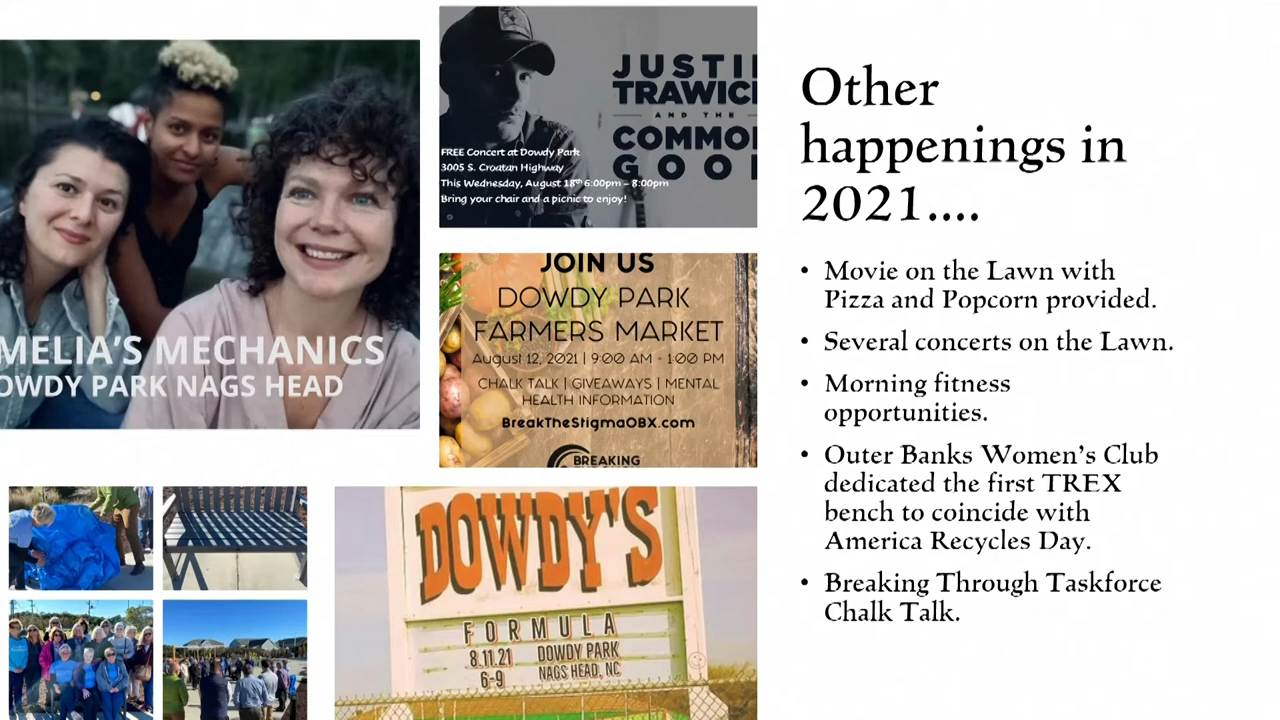 MELIA'S MECHANICS
OWDY PARK NAGS HEAD
JUSTI
TRAWIC
AND THE
COMMO
GOO
FREE Concert at Dowdy Park
3005 S. Croatan Highway
This Wednesday, August 18th 6:00pm – 8:00pm
Bring your chair and a picnic to enjoy!
JOIN US
DOWDY PARK
FARMERS MARKET
August 12, 2021 | 9:00 AM - 1:00 PM
CHALK TALK | GIVEAWAYS | MENTAL
HEALTH INFORMATION
BreakTheStigmaOBX.com
BREAKING
DOWDY'S
FORMULA
8.11.21 DOWDY PARK
6-9 NAGS HEAD, NC
Other
happenings in
2021....
• Movie on the Lawn with
Pizza and Popcorn provided.
• Several concerts on the Lawn.
• Morning fitness
opportunities.
• Outer Banks Women's Club
dedicated the first TREX
bench to coincide with
America Recycles Day.
• Breaking Through Taskforce
Chalk Talk.